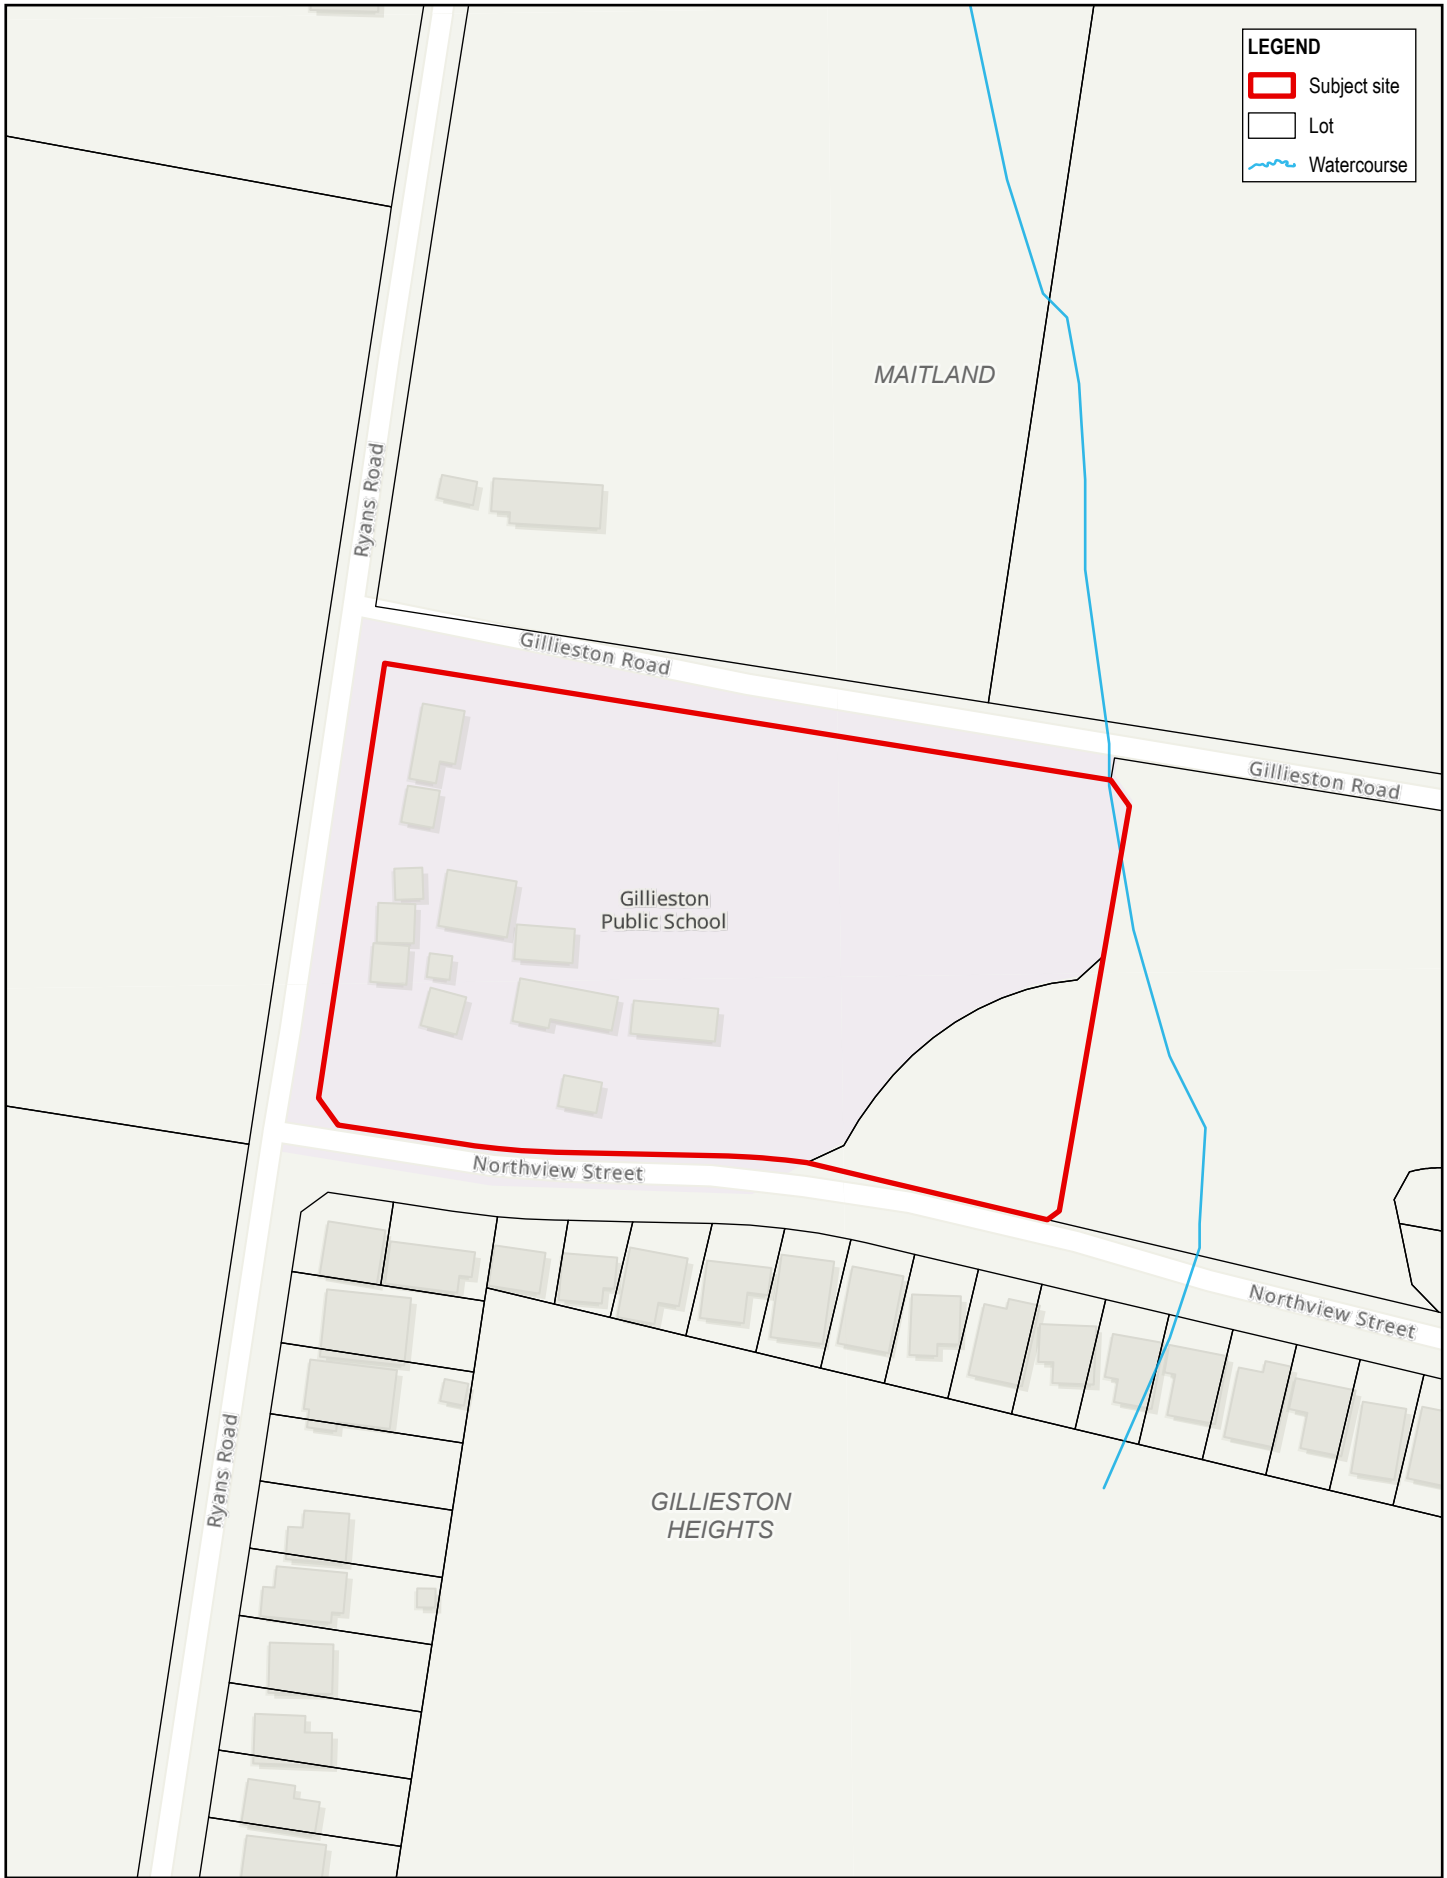 LEGEND
Subject site
Lot
Watercourse
MAITLAND
Ryans Road
Gillieston Road
Gillieston Road
Gillieston
Public School
Northview Street
Northview Street
Ryans Road
GILLIESTON
HEIGHTS